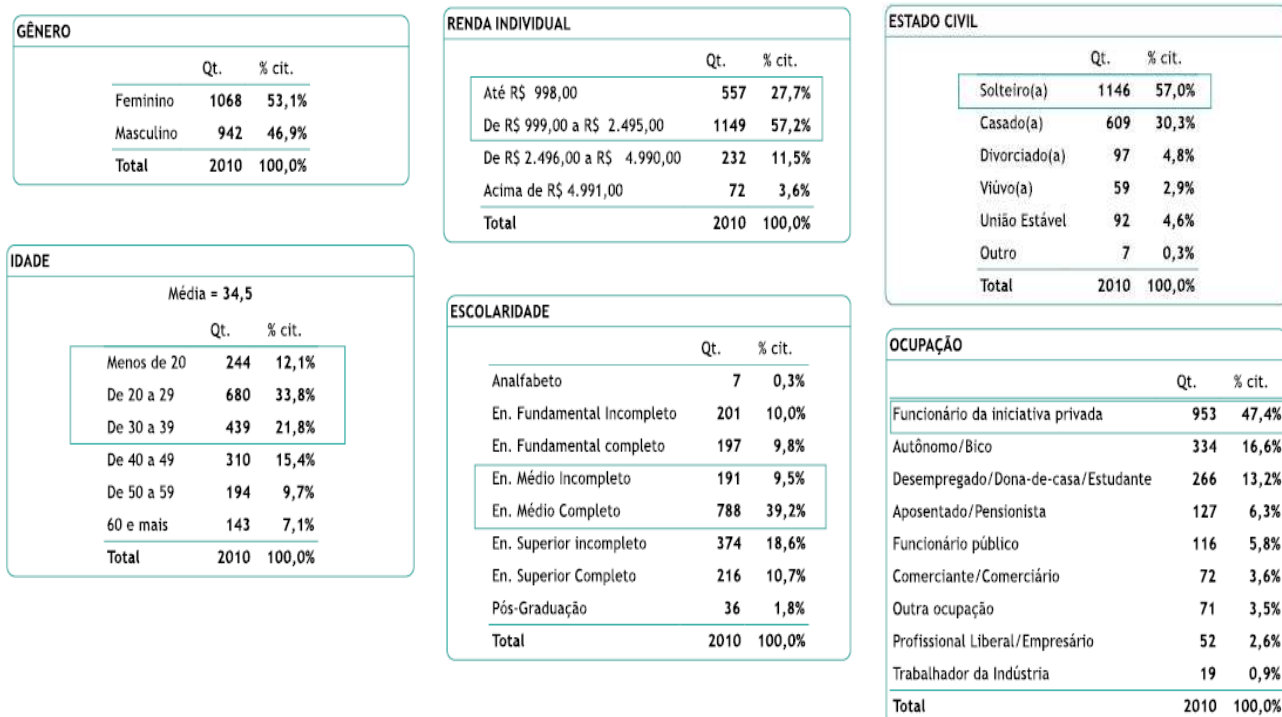 GÊNERO
Qt. % cit.
Feminino 1068 53,1%
Masculino 942 46,9%
Total 2010 100,0%
IDADE
Média = 34,5
Qt. % cit.
Menos de 20 244 12,1%
De 20 a 29 680 33,8%
De 30 a 39 439 21,8%
De 40 a 49 310 15,4%
De 50 a 59 194 9,7%
60 e mais 143 7,1%
Total 2010 100,0%
RENDA INDIVIDUAL
Qt. % cit.
Até R$ 998,00 557 27,7%
De R$ 999,00 a R$ 2.495,00 1149 57,2%
De R$ 2.496,00 a R$ 4.990,00 232 11,5%
Acima de R$ 4.991,00 72 3,6%
Total 2010 100,0%
ESCOLARIDADE
Qt. % cit.
Analfabeto 7 0,3%
En. Fundamental Incompleto 201 10,0%
En. Fundamental completo 197 9,8%
En. Médio Incompleto 191 9,5%
En. Médio Completo 788 39,2%
En. Superior incompleto 374 18,6%
En. Superior Completo 216 10,7%
Pós-Graduação 36 1,8%
Total 2010 100,0%
ESTADO CIVIL
Qt. % cit.
Solteiro(a) 1146 57,0%
Casado(a) 609 30,3%
Divorciado(a) 97 4,8%
Viúvo(a) 59 2,9%
União Estável 92 4,6%
Outro 7 0,3%
Total 2010 100,0%
OCUPAÇÃO
Qt. % cit.
Funcionário da iniciativa privada 953 47,4%
Autônomo/Bico 334 16,6%
Desempregado/Dona-de-casa/Estudante 266 13,2%
Aposentado/Pensionista 127 6,3%
Funcionário público 116 5,8%
Comerciante/Comerciário 72 3,6%
Outra ocupação 71 3,5%
Profissional Liberal/Empresário 52 2,6%
Trabalhador da Indústria 19 0,9%
Total 2010 100,0%